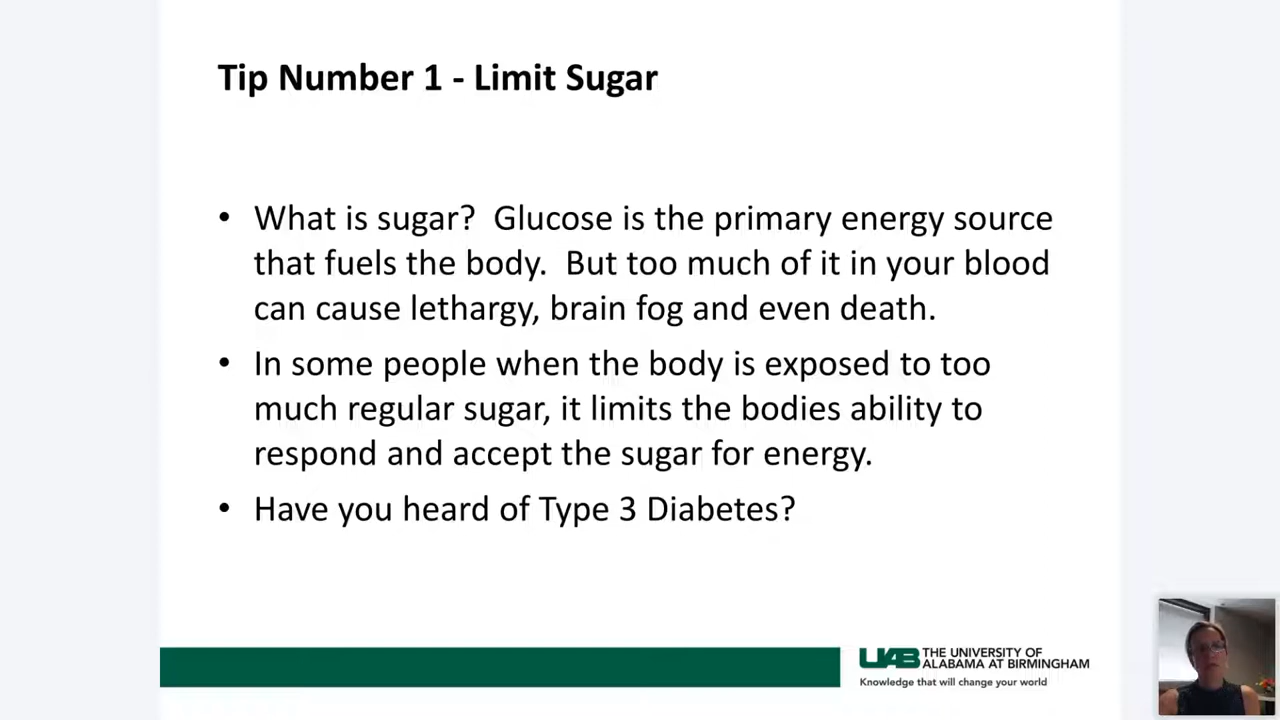 Tip Number 1 - Limit Sugar
• What is sugar?  Glucose is the primary energy source
that fuels the body.  But too much of it in your blood
can cause lethargy, brain fog and even death.
• In some people when the body is exposed to too
much regular sugar, it limits the bodies ability to
respond and accept the sugar for energy.
• Have you heard of Type 3 Diabetes?
UAB THE UNIVERSITY OF
ALABAMA AT BIRMINGHAM
Knowledge that will change your world